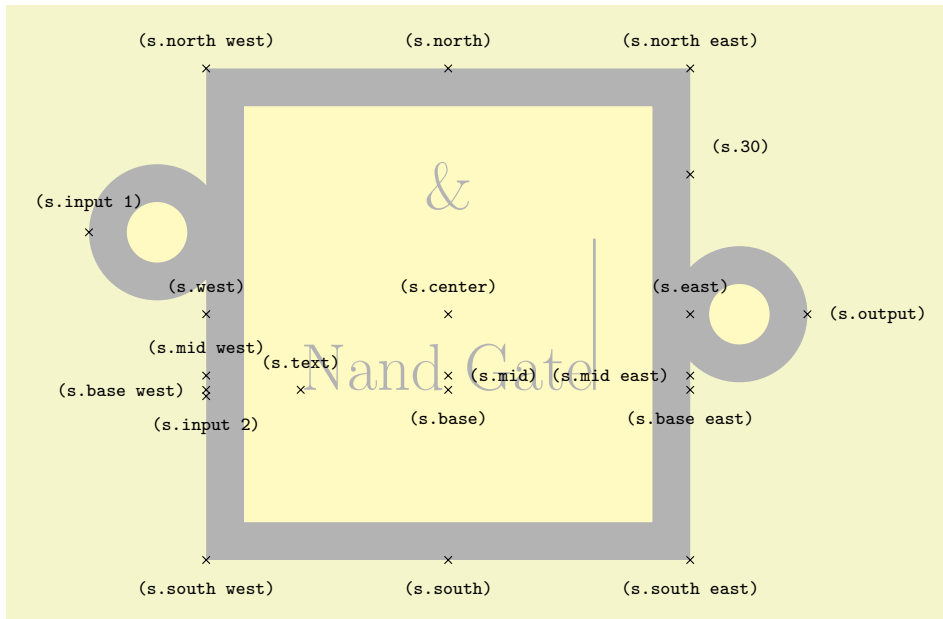 (s.north west) (s.north) (s.north east)
(s.30)
&
(s.input 1)
(s.west) (s.center) (s.east)
(s.output)
(s.mid west)
(s.text)
Nand Gate
(s.mid) (s.mid east)
(s.base west)
(s.base) (s.base east)
(s.input 2)
(s.south west) (s.south) (s.south east)